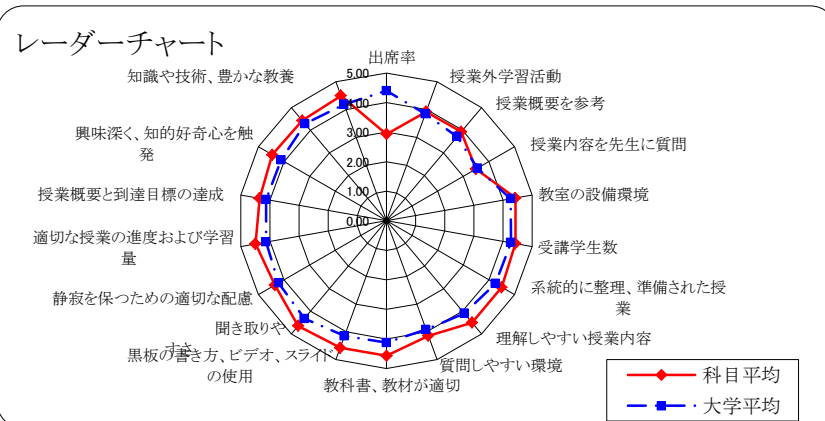 レーダーチャート
出席率
授業外学習活動
授業概要を参考
授業内容を先生に質問
教室の設備環境
受講学生数
系統的に整理、準備された授
業
理解しやすい授業内容
質問しやすい環境
教科書、教材が適切
黒板の書き方、ビデオ、スライド
の使用
聞き取りや
すさ
静寂を保つための適切な配慮
適切な授業の進度および学習
量
授業概要と到達目標の達成
興味深く、知的好奇心を触
発
知識や技術、豊かな教養
5.00
4.00
3.00
2.00
1.00
0.00
科目平均
大学平均